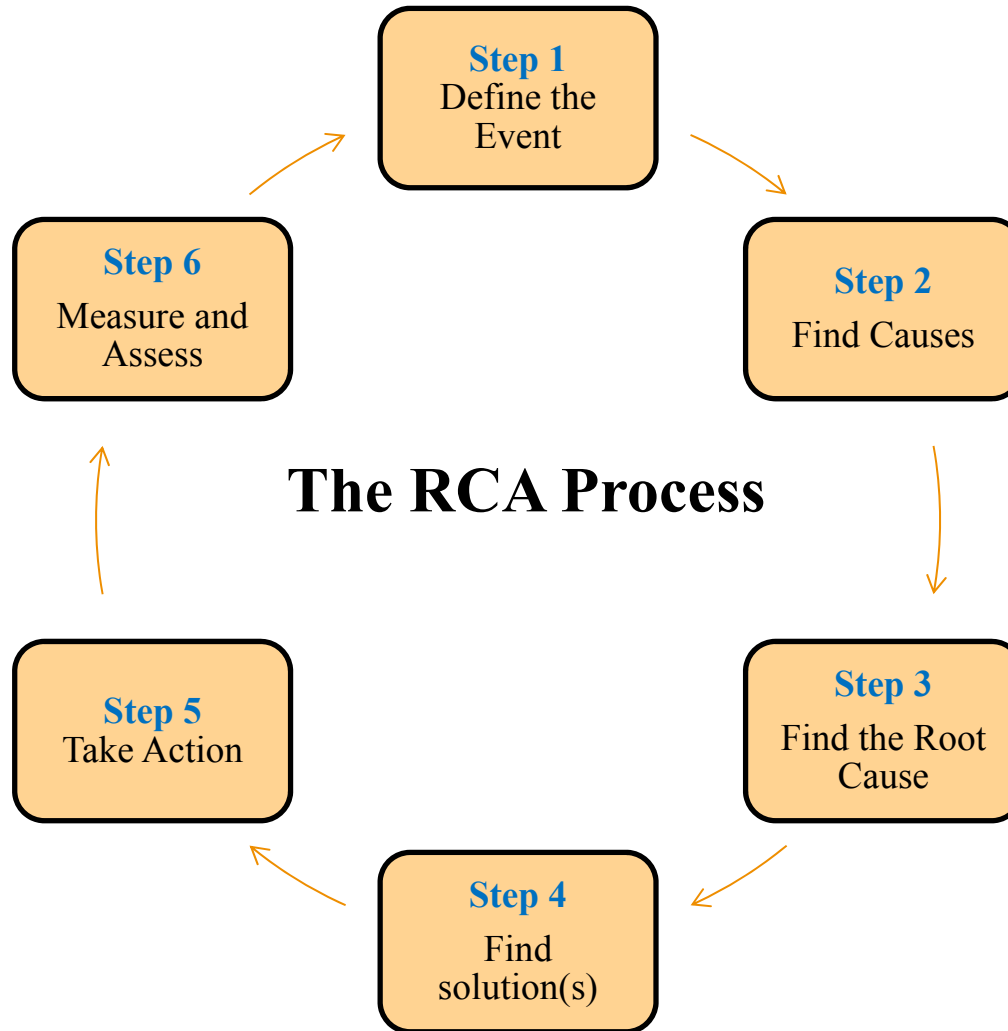 Step 1
Define the
Event
Step 2
Find Causes
Step 3
Find the Root
Cause
Step 4
Find
solution(s)
Step 5
Take Action
Step 6
Measure and
Assess
The RCA Process